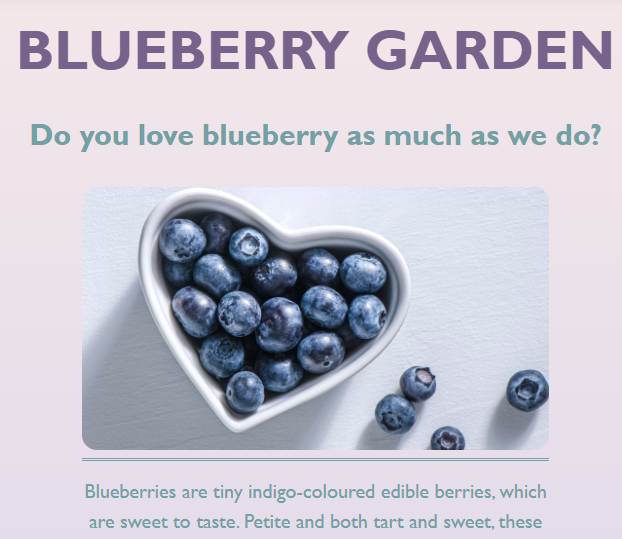 BLUEBERRY GARDEN
Do you love blueberry as much as we do?
Blueberries are tiny indigo-coloured edible berries, which
are sweet to taste. Petite and both tart and sweet, these